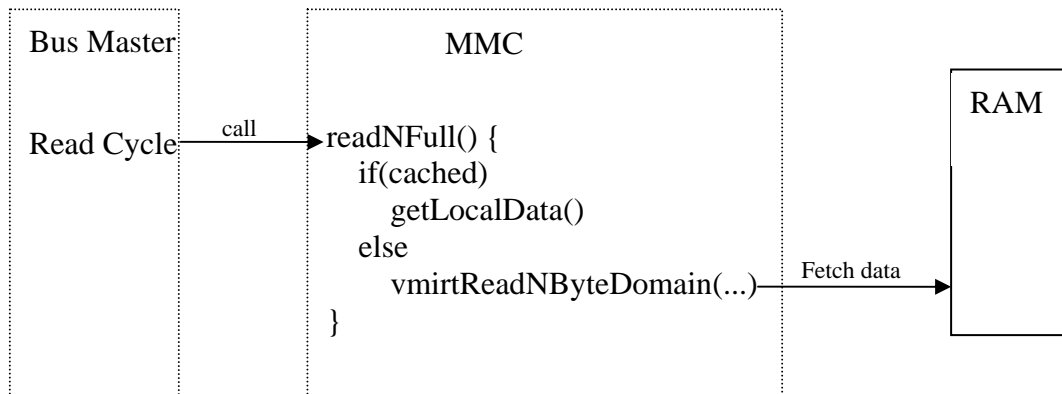 Bus Master
MMC
RAM
Read Cycle
call
readNFull() {
if(cached)
getLocalData()
else
vmirtReadNByteDomain(...)
Fetch data
}